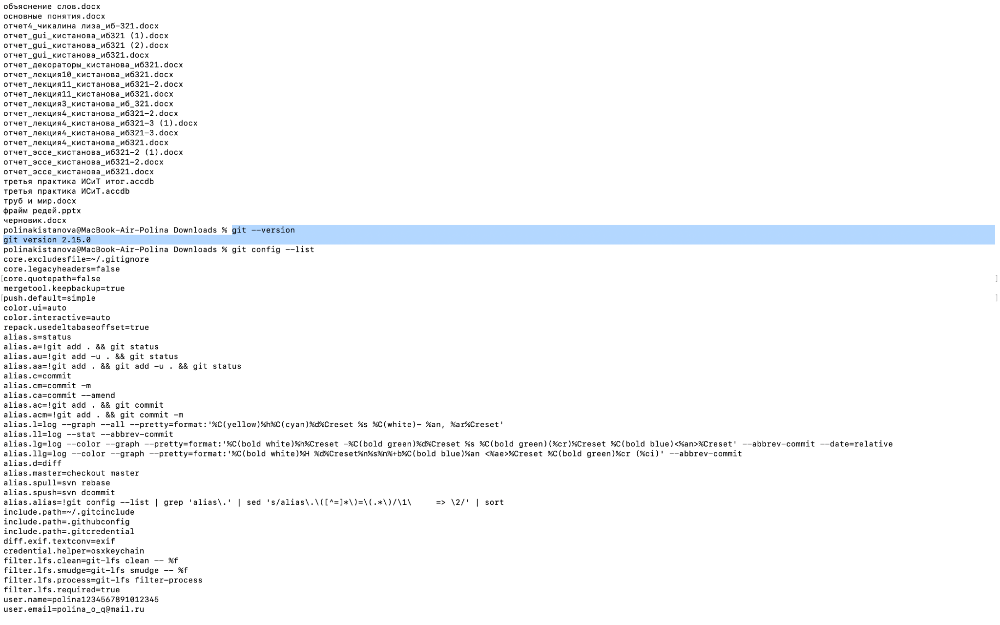 объяснение слов.docx
основные понятия.docx
отчет4_чикалина лиза_иб-321.docx
отчет_gui_кистанова_иб321 (1).docx
отчет_gui_кистанова_иб321 (2).docx
отчет_gui_кистанова_иб321.docx
отчет_декораторы_кистанова_иб321.docx
отчет_лекция10_кистанова_иб321.docx
отчет_лекция11_кистанова_иб321-2.docx
отчет_лекция11_кистанова_иб321.docx
отчет_лекция3_кистанова_иб_321.docx
отчет_лекция4_кистанова_иб321-2.docx
отчет_лекция4_кистанова_иб321-3 (1).docx
отчет_лекция4_кистанова_иб321-3.docx
отчет_лекция4_кистанова_иб321.docx
отчет_эссе_кистанова_иб321-2 (1).docx
отчет_эссе_кистанова_иб321-2.docx
отчет_эссе_кистанова_иб321.docx
третья практика ИСиТ итог.accdb
третья практика ИСиТ.accdb
труб и мир.docx
фрайм редей.pptx
черновик.docx
polinakistanova@MacBook-Air-Polina Downloads % git --version
git version 2.15.0
polinakistanova@MacBook-Air-Polina Downloads % git config --list
core.excludesfile=~/.gitignore
core.legacyheaders=false
[core.quotepath=false ]
mergetool.keepbackup=true
[push.default=simple ]
color.ui=auto
color.interactive=auto
repack.usedeltabaseoffset=true
alias.s=status
alias.a=!git add . && git status
alias.au=!git add -u . && git status
alias.aa=!git add . && git add -u . && git status
alias.c=commit
alias.cm=commit -m
alias.ca=commit --amend
alias.ac=!git add . && git commit
alias.acm=!git add . && git commit -m
alias.l=log --graph --all --pretty=format:'%C(yellow)%h%C(cyan)%d%Creset %s %C(white)- %an, %ar%Creset'
alias.ll=log --stat --abbrev-commit
alias.lg=log --color --graph --pretty=format:'%C(bold white)%h%Creset -%C(bold green)%d%Creset %s %C(bold green)(%cr)%Creset %C(bold blue)<%an>%Creset' --abbrev-commit --date=relative
alias.llg=log --color --graph --pretty=format:'%C(bold white)%H %d%Creset%n%s%n%+b%C(bold blue)%an <%ae>%Creset %C(bold green)%cr (%ci)' --abbrev-commit
alias.d=diff
alias.master=checkout master
alias.spull=svn rebase
alias.spush=svn dcommit
alias.alias=!git config --list | grep 'alias\.' | sed 's/alias\.\([^=]*\)=\(.*\)/\1\     => \2/' | sort
include.path=~/.gitcinclude
include.path=.githubconfig
include.path=.gitcredential
diff.exif.textconv=exif
credential.helper=osxkeychain
filter.lfs.clean=git-lfs clean -- %f
filter.lfs.smudge=git-lfs smudge -- %f
filter.lfs.process=git-lfs filter-process
filter.lfs.required=true
user.name=polina1234567891012345
user.email=polina_o_q@mail.ru